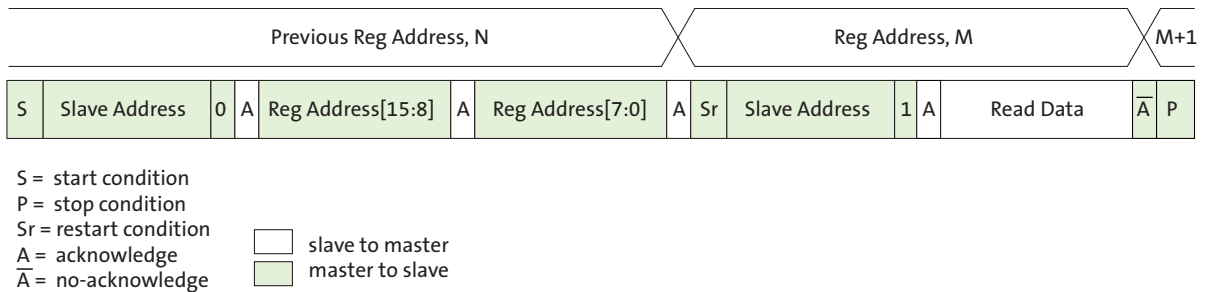 Previous Reg Address, N Reg Address, M M+1
S Slave Address 0 A Reg Address[15:8] A Reg Address[7:0] A Sr Slave Address 1 A Read Data A̅ P
S = start condition
P = stop condition
Sr = restart condition
A = acknowledge
A̅ = no-acknowledge
slave to master
master to slave